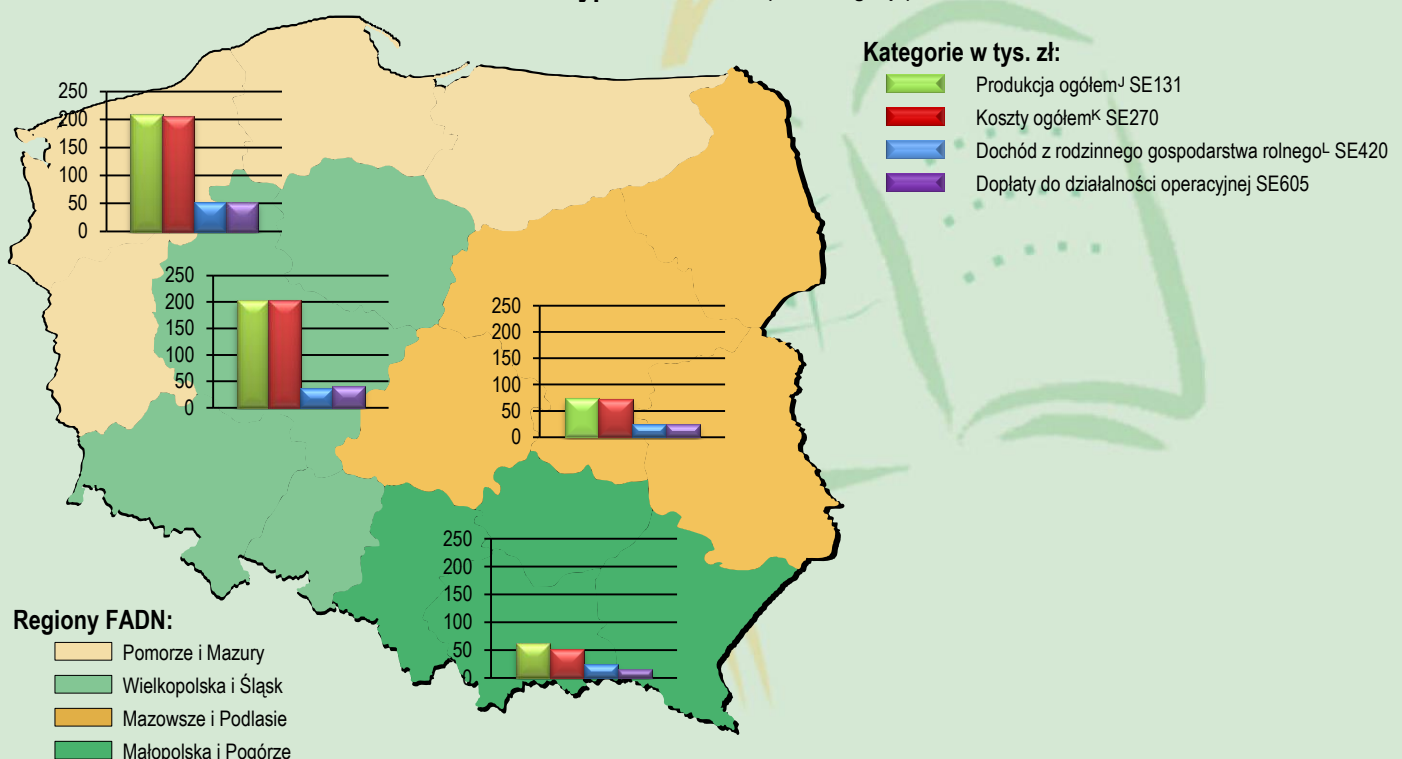 Kategorie w tys. zł:
Produkcja ogółemᴶ SE131
Koszty ogółemᴷ SE270
Dochód z rodzinnego gospodarstwa rolnegoᴸ SE420
Dopłaty do działalności operacyjnej SE605
250
200
150
100
50
0
250
200
150
100
50
0
250
200
150
100
50
0
250
200
150
100
50
0
Regiony FADN:
Pomorze i Mazury
Wielkopolska i Śląsk
Mazowsze i Podlasie
Małopolska i Pogórze